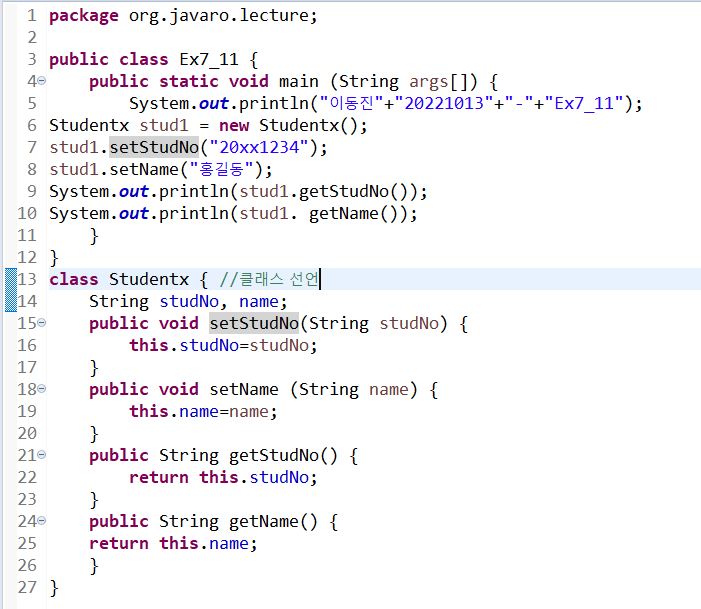 1 package org.javaro.lecture;
2
3 public class Ex7_11 {
4 public static void main (String args[]) {
5 System.out.println("이동진"+"20221013"+"-"+"Ex7_11");
6 Studentx stud1 = new Studentx();
7 stud1.setStudNo("20xx1234");
8 stud1.setName("홍길동");
9 System.out.println(stud1.getStudNo());
10 System.out.println(stud1. getName());
11 }
12 }
13 class Studentx { //클래스 선언
14 String studNo, name;
15 public void setStudNo(String studNo) {
16 this.studNo=studNo;
17 }
18 public void setName (String name) {
19 this.name=name;
20 }
21 public String getStudNo() {
22 return this.studNo;
23 }
24 public String getName() {
25 return this.name;
26 }
27 }